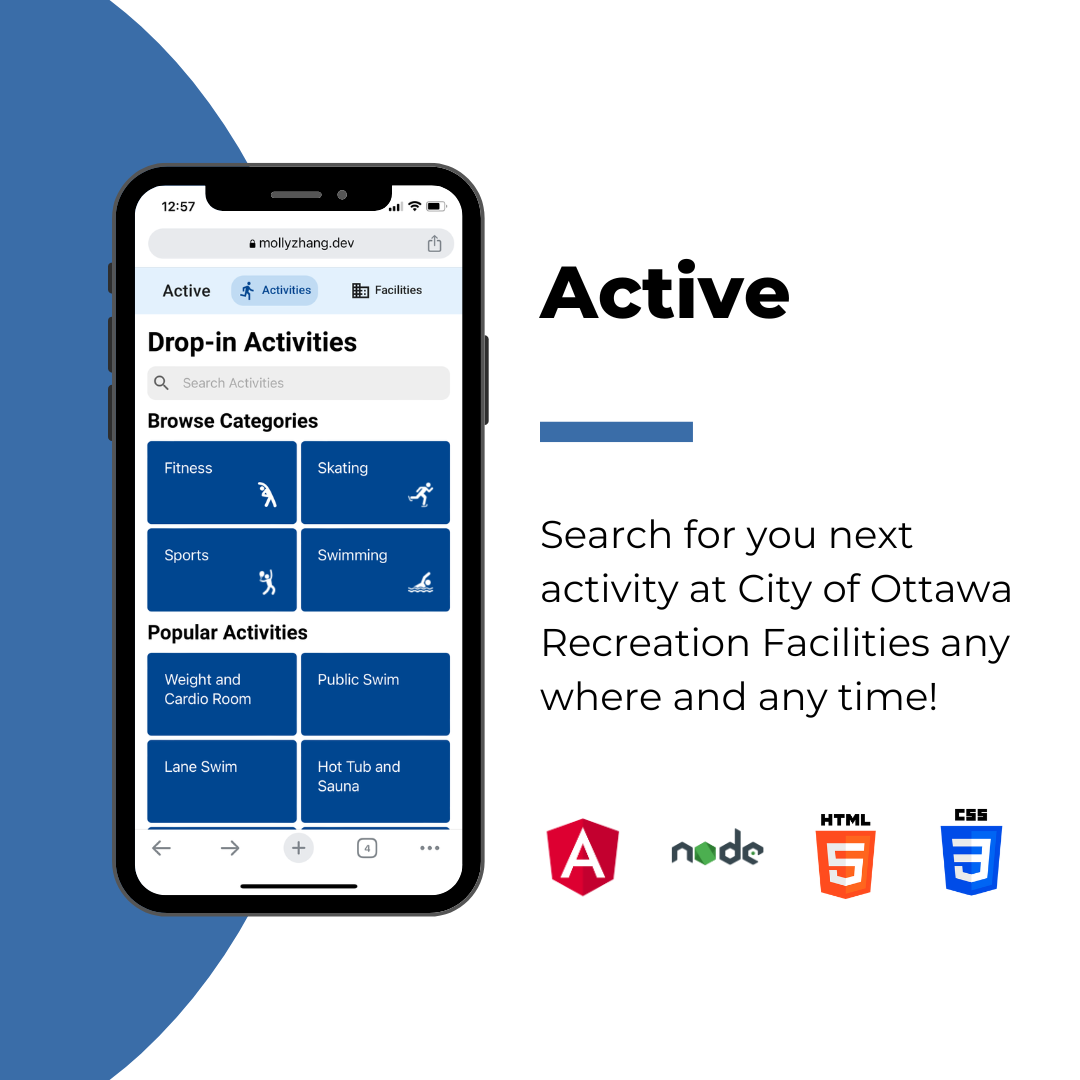 12:57
mollyzhang.dev
Active Activities Facilities
Drop-in Activities
Search Activities
Browse Categories
Fitness Skating
Sports Swimming
Popular Activities
Weight and
Cardio Room
Public Swim
Lane Swim
Hot Tub and
Sauna
4
Active
Search for you next
activity at City of Ottawa
Recreation Facilities any
where and any time!
A node HTML 5 CSS 3